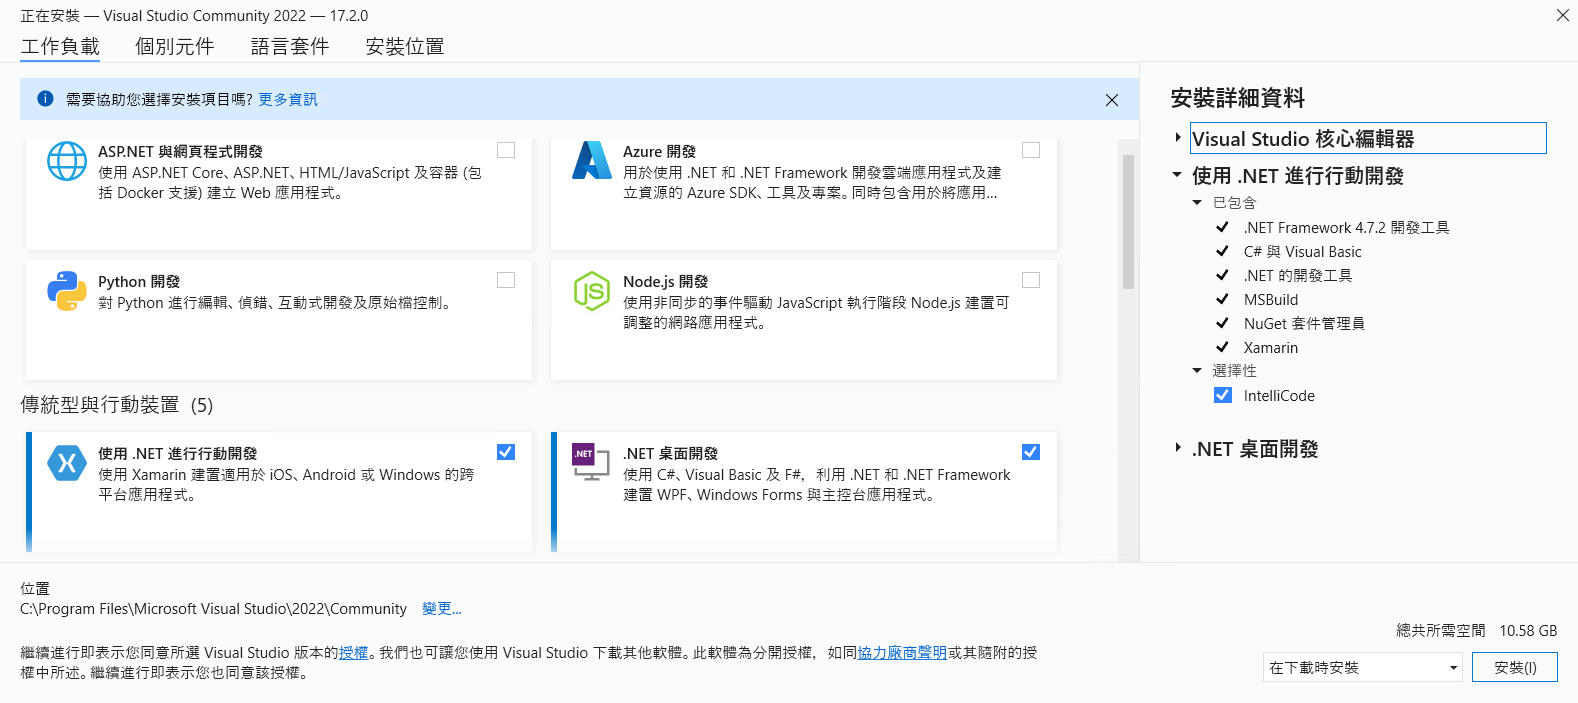 正在安裝 — Visual Studio Community 2022 — 17.2.0
工作負載 個別元件 語言套件 安裝位置
需要協助您選擇安裝項目嗎? 更多資訊
ASP.NET 與網頁程式開發
使用 ASP.NET Core、ASP.NET、HTML/JavaScript 及容器 (包
括 Docker 支援) 建立 Web 應用程式。
Azure 開發
用於使用 .NET 和 .NET Framework 開發雲端應用程式及建
立資源的 Azure SDK、工具及專案。同時包含用於將應用...
Python 開發
對 Python 進行編輯、偵錯、互動式開發及原始檔控制。
JS
Node.js 開發
使用非同步的事件驅動 JavaScript 執行階段 Node.js 建置可
調整的網路應用程式。
傳統型與行動裝置 (5)
使用 .NET 進行行動開發
使用 Xamarin 建置適用於 iOS、Android 或 Windows 的跨
平台應用程式。
.NET
.NET 桌面開發
使用 C#、Visual Basic 及 F#，利用 .NET 和 .NET Framework
建置 WPF、Windows Forms 與主控台應用程式。
安裝詳細資料
Visual Studio 核心編輯器
使用 .NET 進行行動開發
已包含
.NET Framework 4.7.2 開發工具
C# 與 Visual Basic
.NET 的開發工具
MSBuild
NuGet 套件管理員
Xamarin
選擇性
IntelliCode
.NET 桌面開發
位置
C:\Program Files\Microsoft Visual Studio\2022\Community 變更...
繼續進行即表示您同意所選 Visual Studio 版本的授權。我們也可讓您使用 Visual Studio 下載其他軟體。此軟體為分開授權，如同協力廠商聲明或其隨附的授
權中所述。繼續進行即表示您也同意該授權。
總共所需空間 10.58 GB
在下載時安裝 安裝(I)